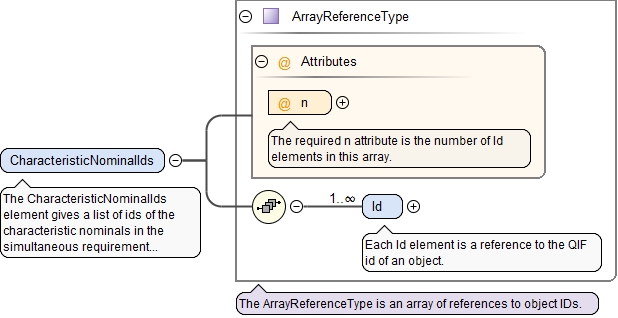 ArrayReferenceType
@ Attributes
@ n
The required n attribute is the number of Id
elements in this array.
CharacteristicNominalIds
The CharacteristicNominalIds
element gives a list of ids of the
characteristic nominals in the
simultaneous requirement...
1..∞
Id
Each Id element is a reference to the QIF
id of an object.
The ArrayReferenceType is an array of references to object IDs.